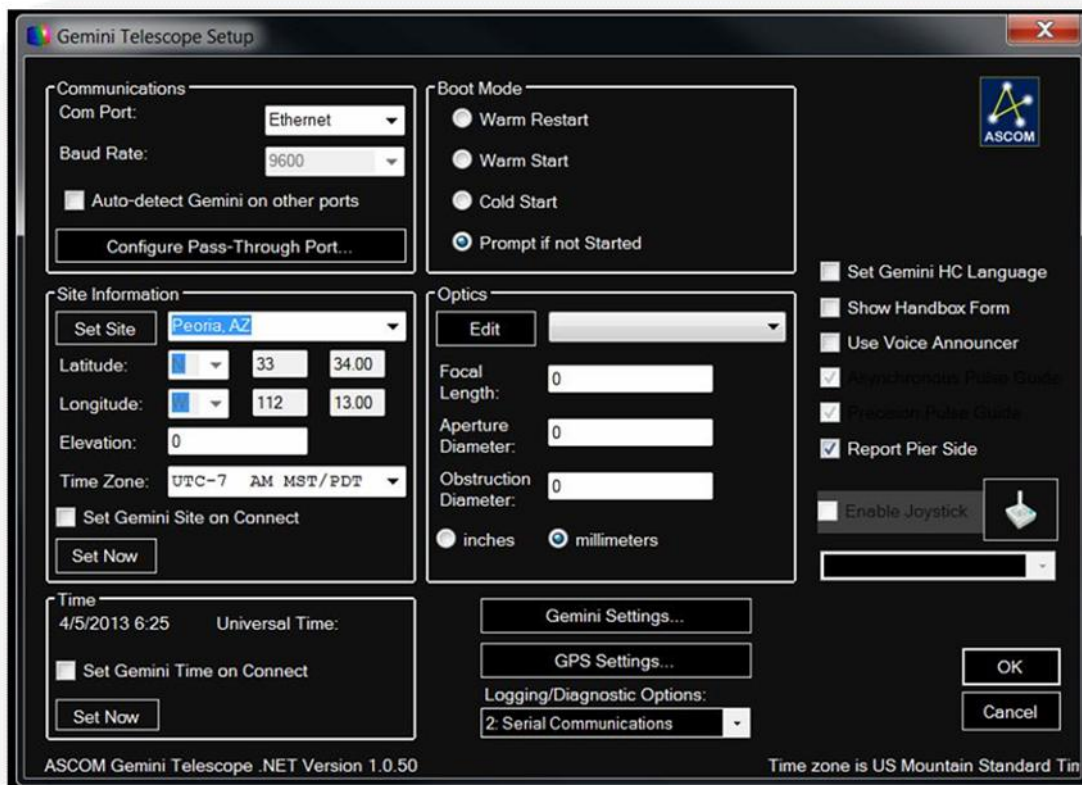 Gemini Telescope Setup
Communications
Com Port: Ethernet
Baud Rate: 9600
Auto-detect Gemini on other ports
Configure Pass-Through Port...
Boot Mode
Warm Restart
Warm Start
Cold Start
Prompt if not Started
ASCOM
Site Information
Set Site Peoria, AZ
Latitude: N 33 34.00
Longitude: W 112 13.00
Elevation: 0
Time Zone: UTC-7 AM MST/PDT
Set Gemini Site on Connect
Set Now
Optics
Edit
Focal
Length: 0
Aperture
Diameter: 0
Obstruction
Diameter: 0
inches millimeters
Set Gemini HC Language
Show Handbox Form
Use Voice Announcer
Asynchronous Pulse Guide
Precision Pulse Guide
Report Pier Side
Enable Joystick
Time
4/5/2013 6:25 Universal Time:
Set Gemini Time on Connect
Set Now
Gemini Settings...
GPS Settings...
Logging/Diagnostic Options:
2: Serial Communications
OK
Cancel
ASCOM Gemini Telescope .NET Version 1.0.50
Time zone is US Mountain Standard Tim